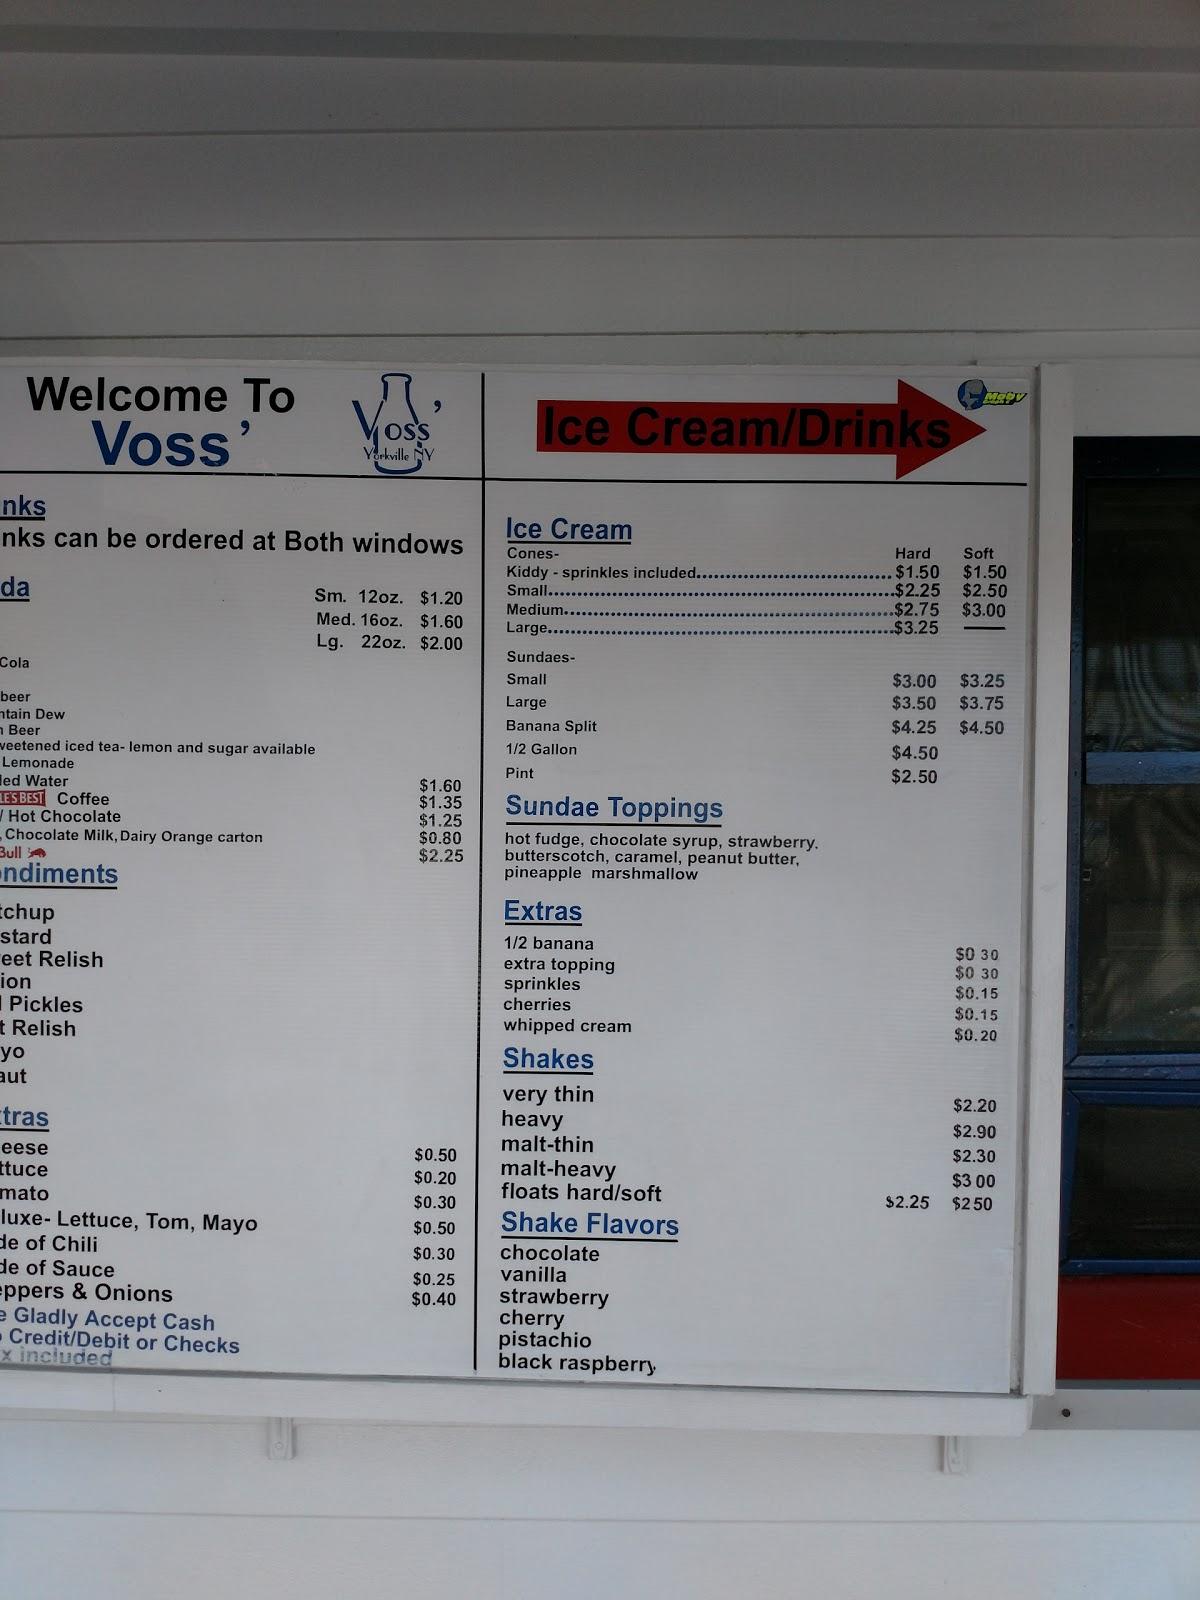 Welcome To
Voss'
Voss'
Yorkville NY
nks
nks can be ordered at Both windows
da
Sm. 12oz. $1.20
Med. 16oz. $1.60
Lg. 22oz. $2.00
Cola
beer
ntain Dew
Beer
weetened iced tea- lemon and sugar available
Lemonade
led Water $1.60
LE'S BEST Coffee $1.35
/ Hot Chocolate $1.25
, Chocolate Milk, Dairy Orange carton $0.80
Bull $2.25
ondiments
tchup
stard
eet Relish
ion
l Pickles
t Relish
yo
aut
tras
eese $0.50
ttuce $0.20
mato $0.30
luxe- Lettuce, Tom, Mayo $0.50
de of Chili $0.30
de of Sauce $0.25
eppers & Onions $0.40
e Gladly Accept Cash
o Credit/Debit or Checks
x included
Ice Cream/Drinks
Ice Cream
Cones- Hard Soft
Kiddy - sprinkles included $1.50 $1.50
Small $2.25 $2.50
Medium $2.75 $3.00
Large $3.25
Sundaes-
Small $3.00 $3.25
Large $3.50 $3.75
Banana Split $4.25 $4.50
1/2 Gallon $4.50
Pint $2.50
Sundae Toppings
hot fudge, chocolate syrup, strawberry,
butterscotch, caramel, peanut butter,
pineapple marshmallow
Extras
1/2 banana $0 30
extra topping $0 30
sprinkles $0.15
cherries $0.15
whipped cream $0.20
Shakes
very thin $2.20
heavy $2.90
malt-thin $2.30
malt-heavy $3 00
floats hard/soft $2.25 $2 50
Shake Flavors
chocolate
vanilla
strawberry
cherry
pistachio
black raspberry